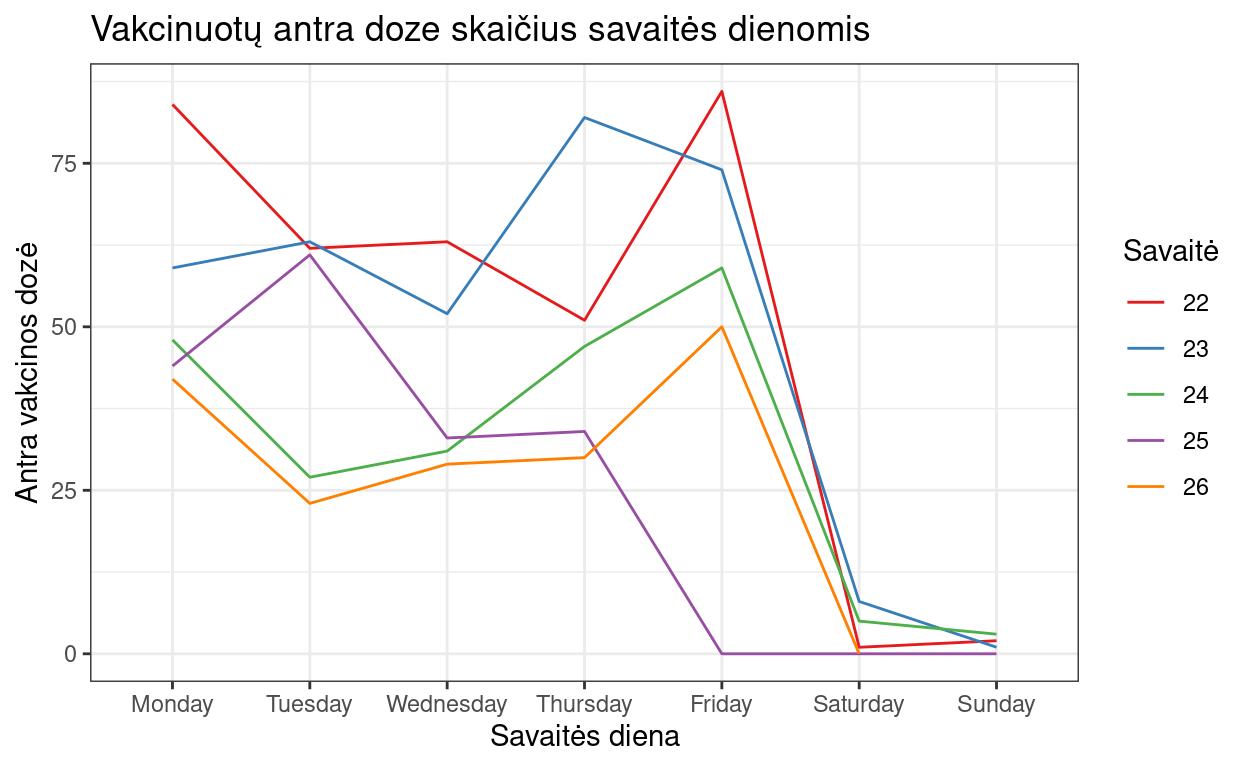 Vakcinuotų antra doze skaičius savaitės dienomis
Antra vakcinos dozė
75
50
25
0
Monday Tuesday Wednesday Thursday Friday Saturday Sunday
Savaitės diena
Savaitė
22
23
24
25
26